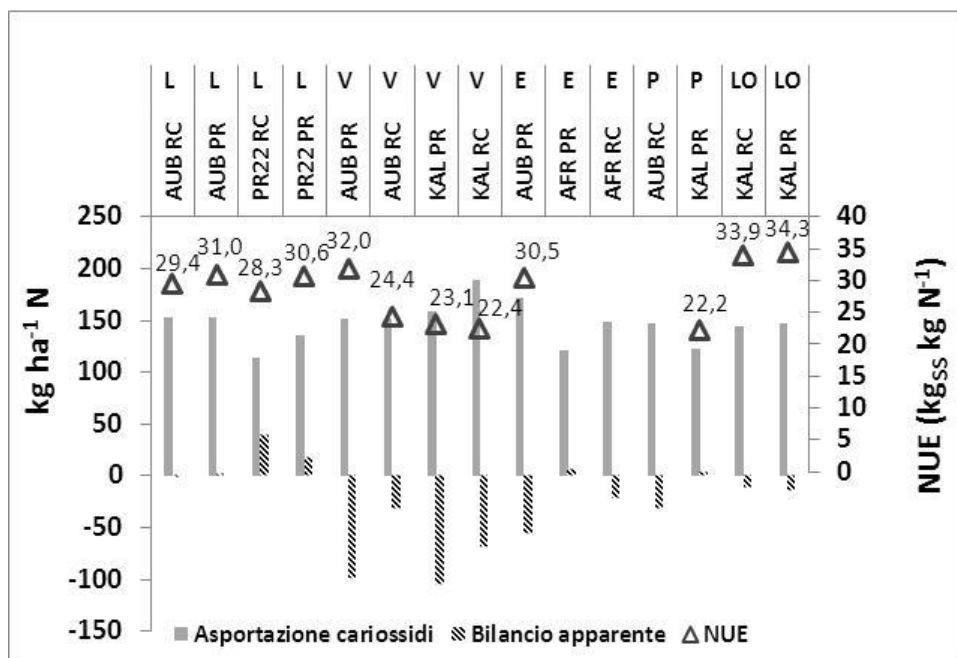 L L L L V V V V E E E P P LO LO
AUB RC
AUB PR
PR22 RC
PR22 PR
AUB PR
AUB RC
KAL PR
KAL RC
AUB PR
AFR PR
AFR RC
AUB RC
KAL PR
KAL RC
KAL PR
250
200
150
100
50
0
-50
-100
-150
kg ha⁻¹ N
29,4
31,0
28,3
30,6
32,0
24,4
23,1
22,4
30,5
22,2
33,9
34,3
40
35
30
25
20
15
10
5
0
NUE (kgSS kg N⁻¹)
Asportazione cariossidi Bilancio apparente NUE